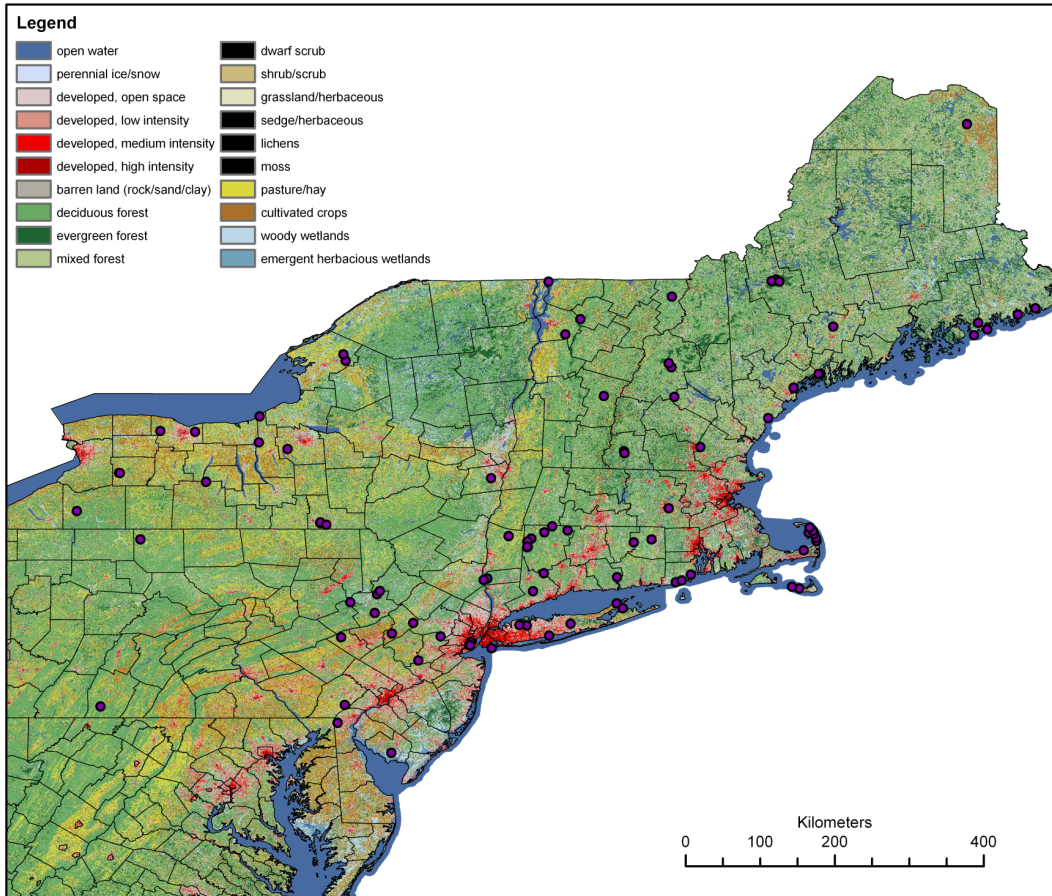 Legend
open water
perennial ice/snow
developed, open space
developed, low intensity
developed, medium intensity
developed, high intensity
barren land (rock/sand/clay)
deciduous forest
evergreen forest
mixed forest
dwarf scrub
shrub/scrub
grassland/herbaceous
sedge/herbaceous
lichens
moss
pasture/hay
cultivated crops
woody wetlands
emergent herbacious wetlands
Kilometers
0 100 200 400